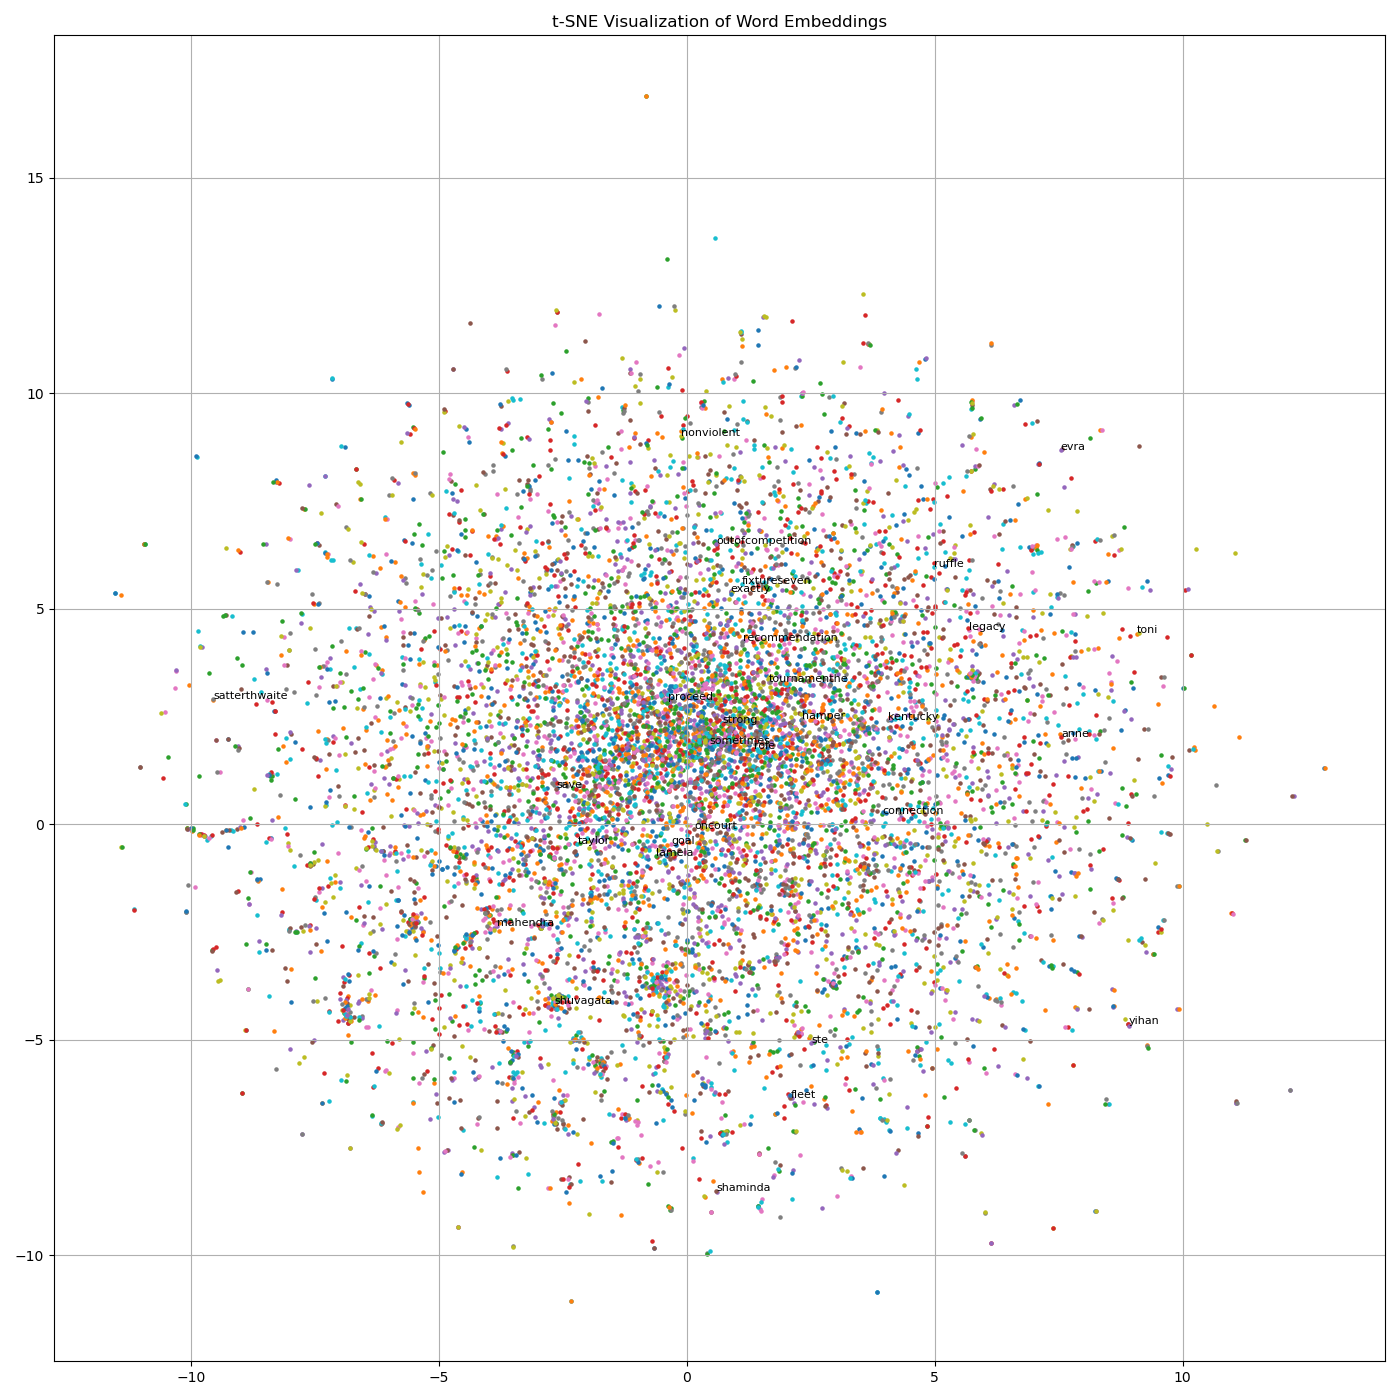 t-SNE Visualization of Word Embeddings
15
10
nonviolent
evra
outofcompetition
ruffle
fixtureseven
exactly
5
legacy
toni
recommendation
tournamenthe
satterthwaite
proceed
hamper
kentucky
strong
anne
sometimes
role
save
connection
0
oncourt
taylor
goal
lamela
mahendra
shuvagata
vihan
−5
ste
fleet
shaminda
−10
−10
−5
0
5
10